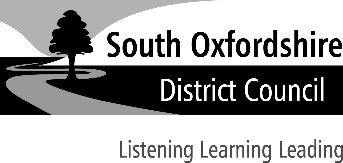 South Oxfordshire
District Council
Listening Learning Leading